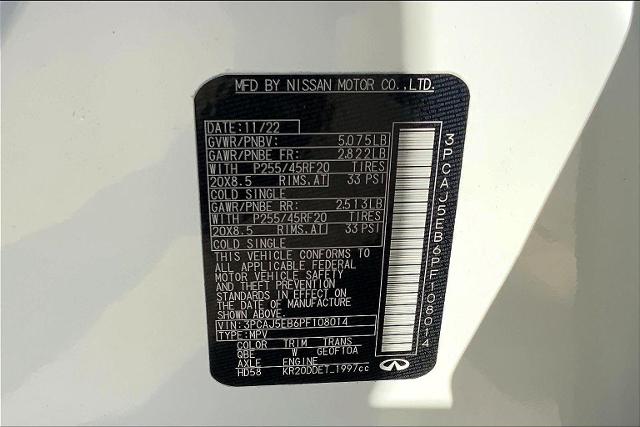 MFD BY NISSAN MOTOR CO.,LTD.
DATE:11/22
GVWR/PNBV: 5,075LB
GAWR/PNBE FR: 2,822LB
WITH P255/45RF20 TIRES
20X8.5 RIMS.AT 33 PSI
COLD SINGLE
GAWR/PNBE RR: 2,513LB
WITH P255/45RF20 TIRES
20X8.5 RIMS.AT 33 PSI
COLD SINGLE
THIS VEHICLE CONFORMS TO
ALL APPLICABLE FEDERAL
MOTOR VEHICLE SAFETY
AND THEFT PREVENTION
STANDARDS IN EFFECT ON
THE DATE OF MANUFACTURE
SHOWN ABOVE.
VIN:3PCAJ5EB6PF108014
TYPE:MPV
COLOR TRIM TRANS
QBE W GEOF10A
AXLE ENGINE
HD58 KR20DDET 1997cc
INFINITI
3PCAJ5EB6PF108014